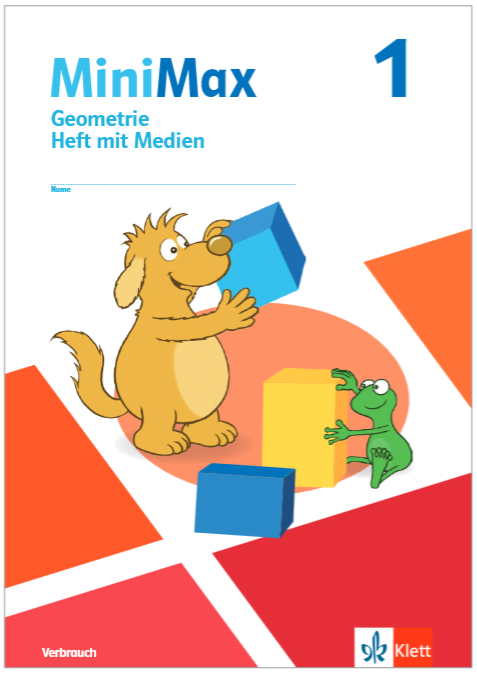 MiniMax 1
Geometrie
Heft mit Medien
Name
Verbrauch
Klett